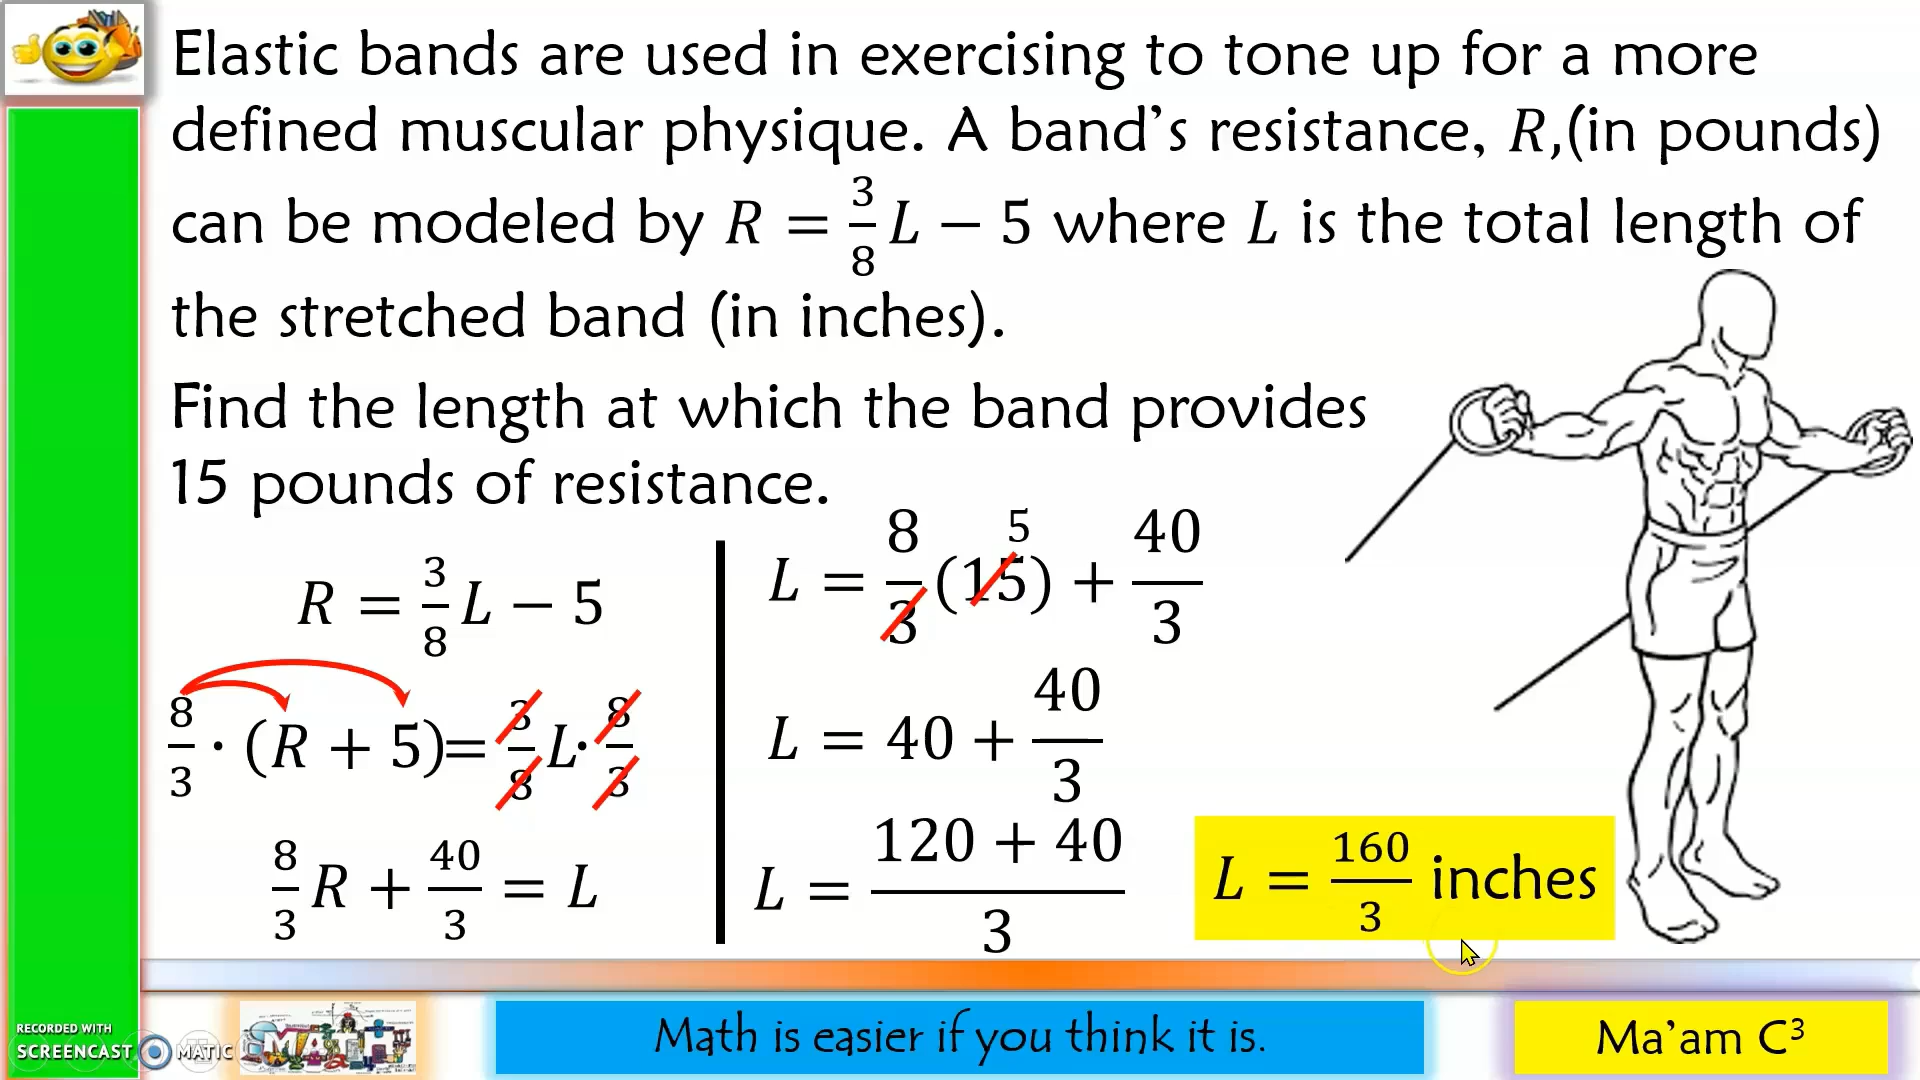 Elastic bands are used in exercising to tone up for a more
defined muscular physique. A band's resistance, R,(in pounds)
can be modeled by R = 3/8 L − 5 where L is the total length of
the stretched band (in inches).
Find the length at which the band provides
15 pounds of resistance.
R = 3/8 L − 5
8/3 · (R + 5)= 3/8 L· 8/3
8/3 R + 40/3 = L
5
L = 8/3 (15) + 40/3
L = 40 + 40/3
L = 120 + 40 / 3
L = 160/3 inches
RECORDED WITH
SCREENCAST MATIC
MATH
Math is easier if you think it is.
Ma'am C³